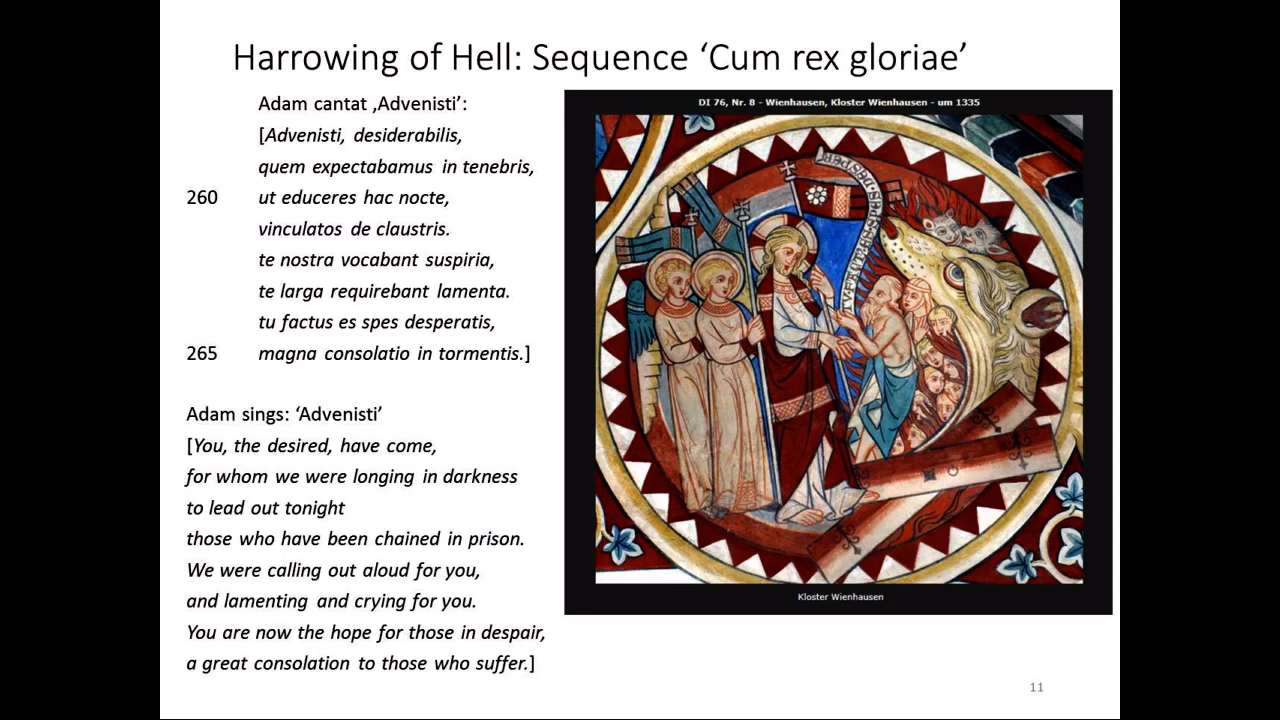 Harrowing of Hell: Sequence ‘Cum rex gloriae’
Adam cantat ‚Advenisti’:
[Advenisti, desiderabilis,
quem expectabamus in tenebris,
260 ut educeres hac nocte,
vinculatos de claustris.
te nostra vocabant suspiria,
te larga requirebant lamenta.
tu factus es spes desperatis,
265 magna consolatio in tormentis.]
Adam sings: ‘Advenisti’
[You, the desired, have come,
for whom we were longing in darkness
to lead out tonight
those who have been chained in prison.
We were calling out aloud for you,
and lamenting and crying for you.
You are now the hope for those in despair,
a great consolation to those who suffer.]
DI 76, Nr. 8 - Wienhausen, Kloster Wienhausen - um 1335
Kloster Wienhausen
11